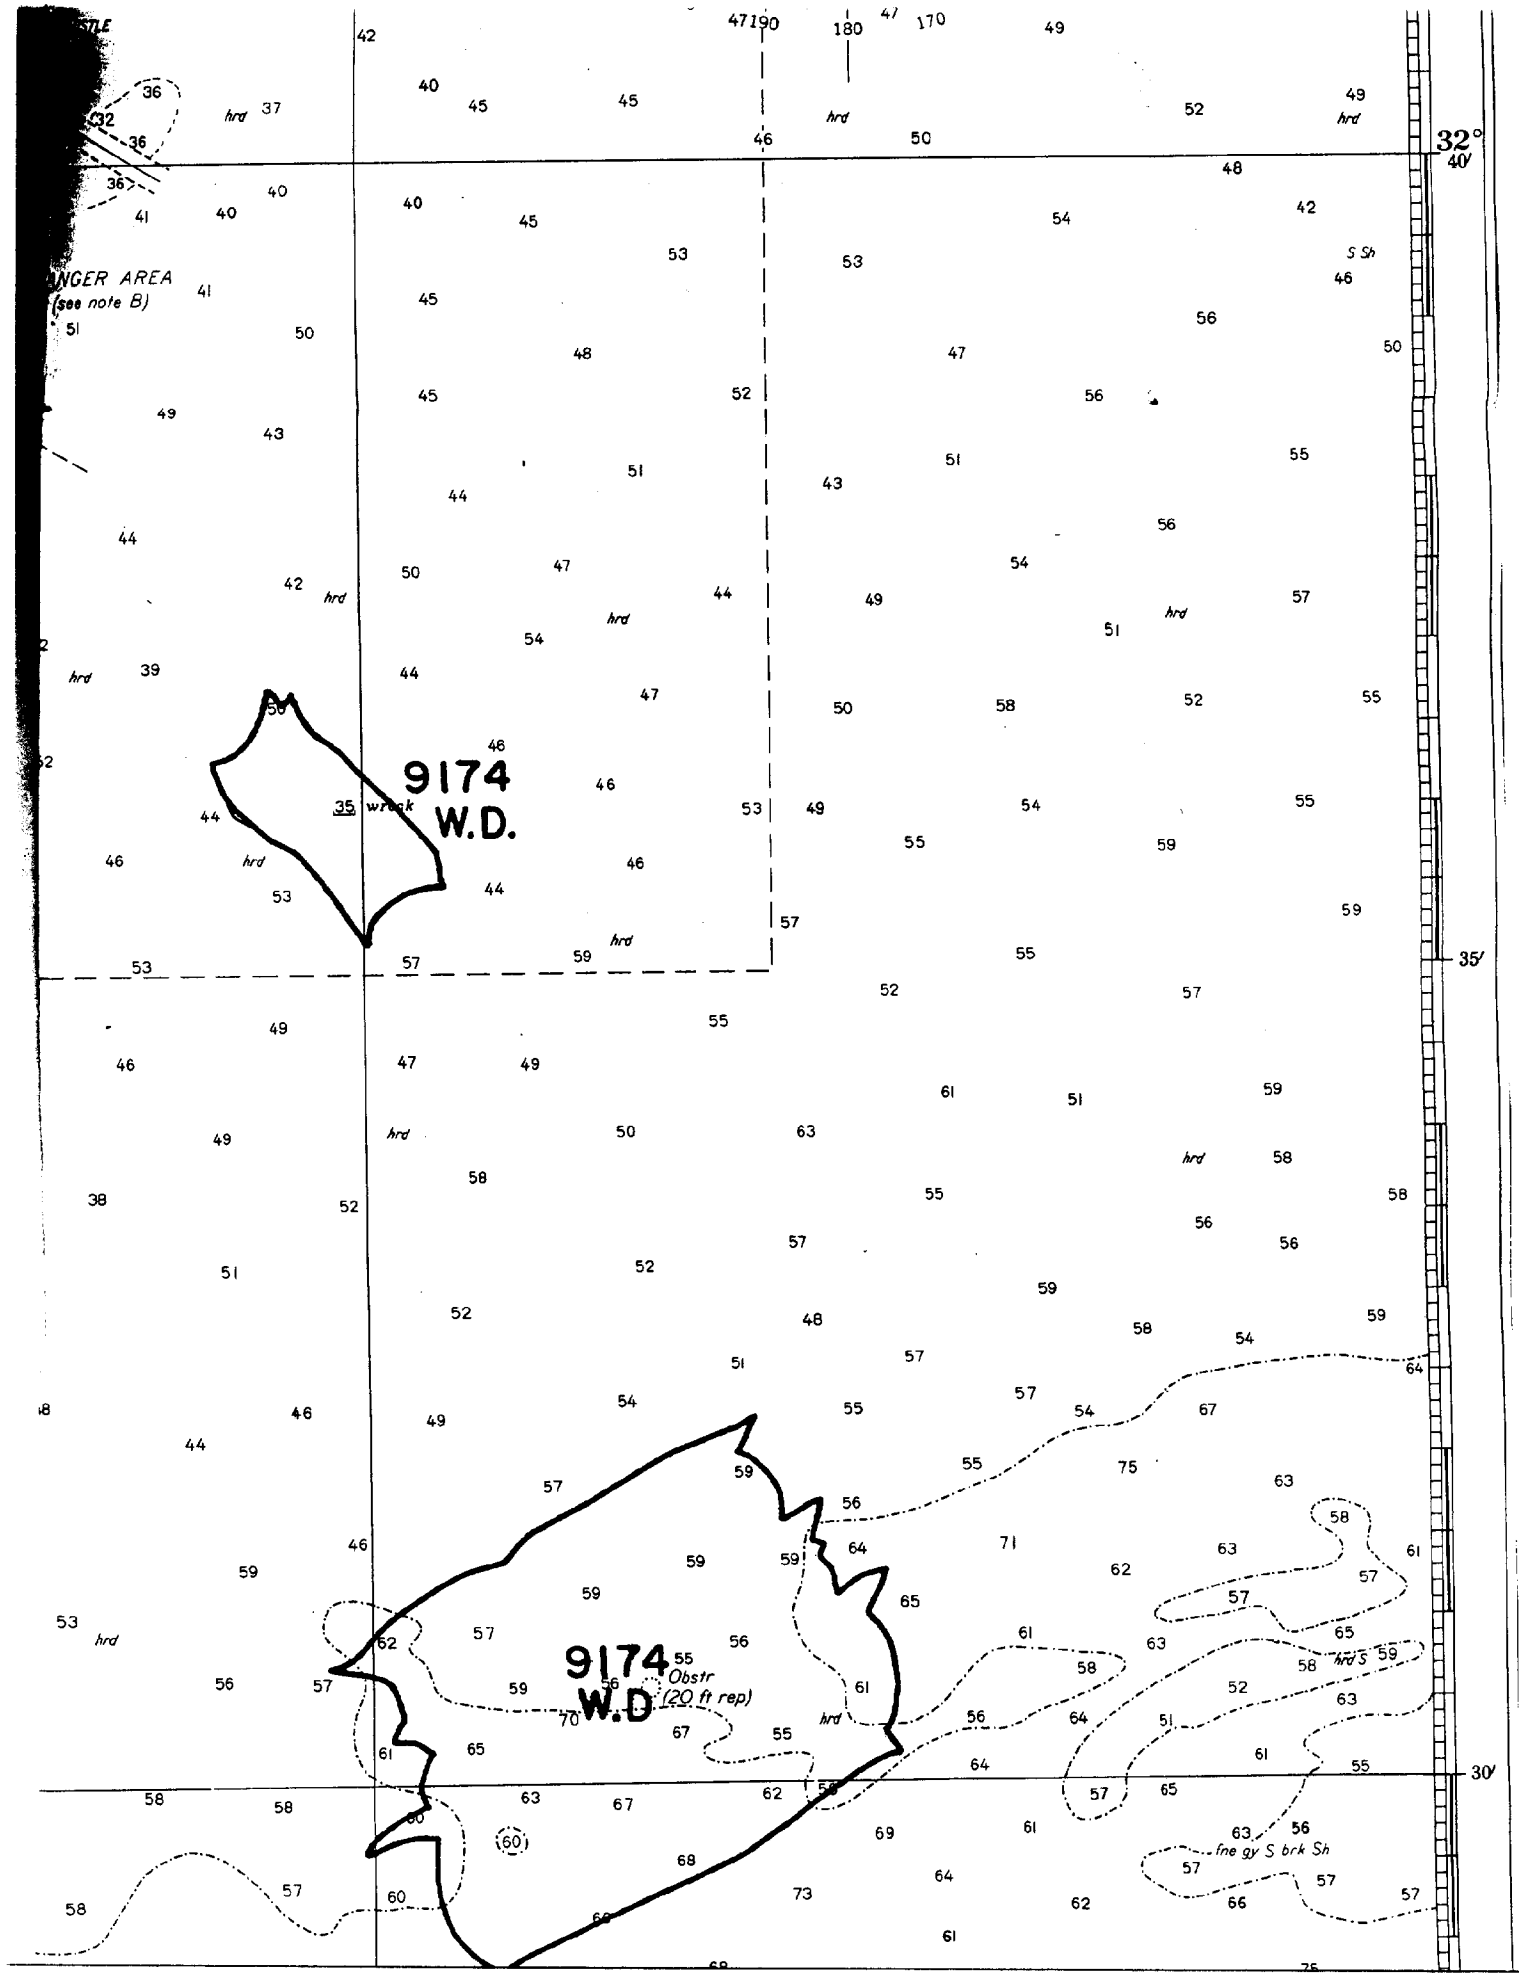 STLE
42
47190 180 47 170 49
36 40 45 45 49
hrd 37 hrd 52 hrd
32 36 46 50 32°
40′
48
36 40 40 42
41 40 45 54
53 53 S Sh
ANGER AREA 46
(see note B) 41 45
51 50 56
48 47 50
45 52 56
49 43 55
51 51
44 43
44 56
47 54
42 50 44 49 57
hrd hrd hrd
54 51
39 44
hrd 47 52 55
50 50 58
46
9174
46
35 wreck 53 49 54 55
44 W.D.
55 59
46 hrd 46
53 44 59
57
hrd
53 57 59 55 35′
52 57
55
49
46 47 49
61 51 59
49 hrd 50 63
58 hrd 58
38 52 55 58
56
57 56
51 52
59
52 48 59
58 54
51 57 64
54 57
46 49 55 54 67
44
59 55 75
57 63
56 58
46 64 71 63 61
59 59 59 62 57
59 65 57
53 57 61 65
hrd 62 56 63
9174 55 58 58 hrd S 59
Obstr
56 57 59 56 61 52
W.D (20 ft rep) 63
70 67 55 hrd 56 64 51
61 65 64 61 55
30′
58 58 63 67 62 56 57 65
60 69 61 63 56
60 fne gy S brk Sh
68 64 57
57 60 73 62 66 57 57
58 66 61
68 75